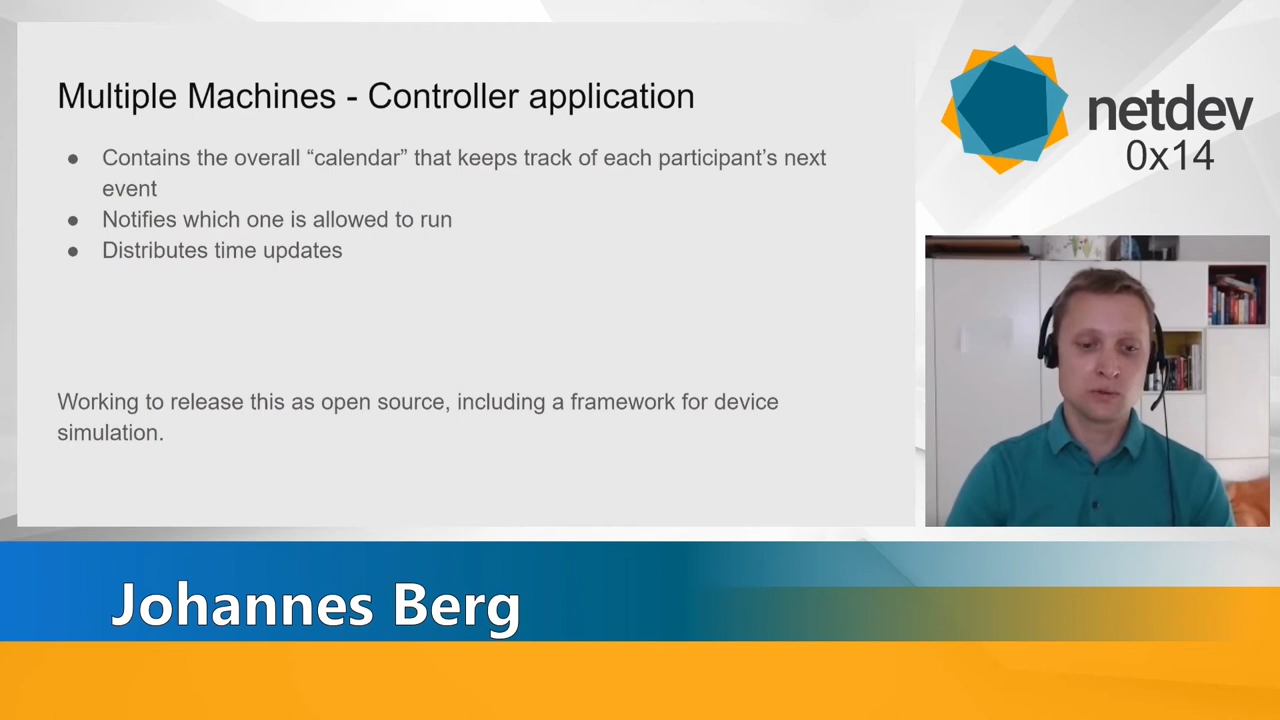 Multiple Machines - Controller application
● Contains the overall “calendar” that keeps track of each participant’s next
event
● Notifies which one is allowed to run
● Distributes time updates
Working to release this as open source, including a framework for device
simulation.
netdev
0x14
Johannes Berg